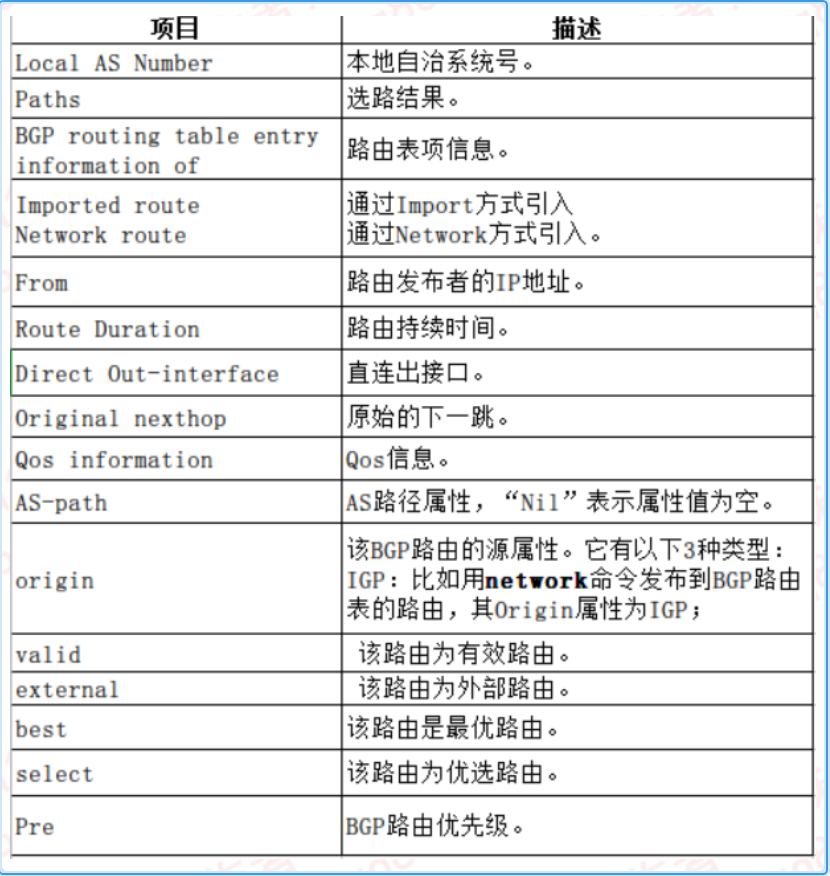 项目 描述
Local AS Number 本地自治系统号。
Paths 选路结果。
BGP routing table entry
information of 路由表项信息。
Imported route 通过Import方式引入
Network route 通过Network方式引入。
From 路由发布者的IP地址。
Route Duration 路由持续时间。
Direct Out-interface 直连出接口。
Original nexthop 原始的下一跳。
Qos information Qos信息。
AS-path AS路径属性，“Nil”表示属性值为空。
origin 该BGP路由的源属性。它有以下3种类型：
IGP：比如用network命令发布到BGP路由
表的路由，其Origin属性为IGP；
valid 该路由为有效路由。
external 该路由为外部路由。
best 该路由是最优路由。
select 该路由为优选路由。
Pre BGP路由优先级。